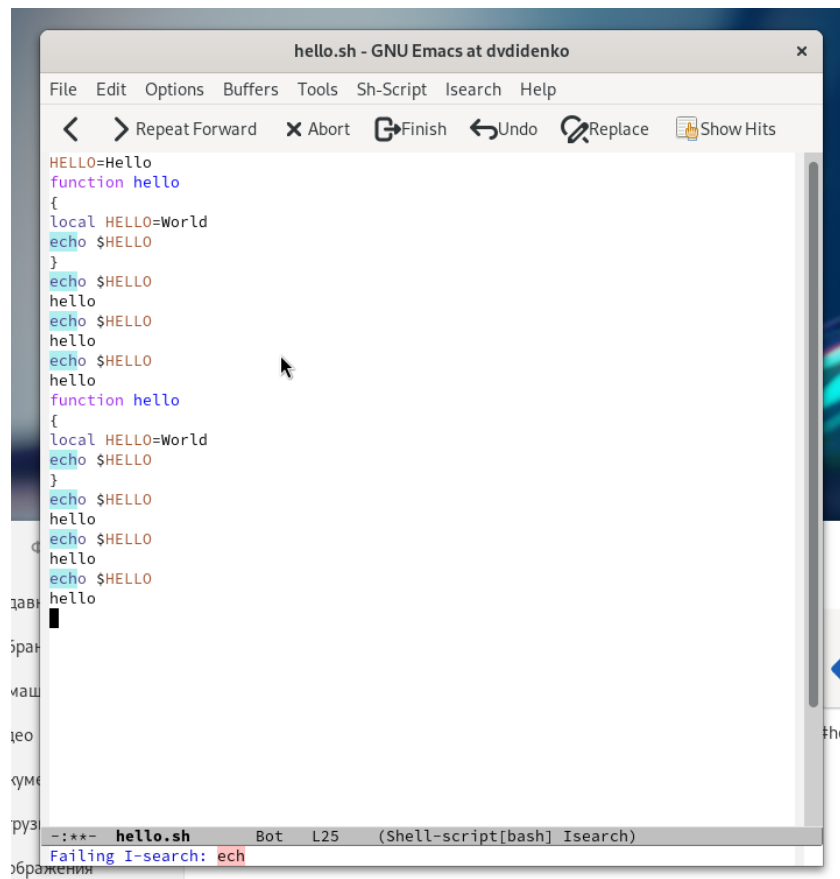 hello.sh - GNU Emacs at dvdidenko ×
File Edit Options Buffers Tools Sh-Script Isearch Help
Repeat Forward Abort Finish Undo Replace Show Hits
HELLO=Hello
function hello
{
local HELLO=World
echo $HELLO
}
echo $HELLO
hello
echo $HELLO
hello
echo $HELLO
hello
function hello
{
local HELLO=World
echo $HELLO
}
echo $HELLO
hello
echo $HELLO
hello
echo $HELLO
hello
-:**- hello.sh Bot L25 (Shell-script[bash] Isearch)
Failing I-search: ech